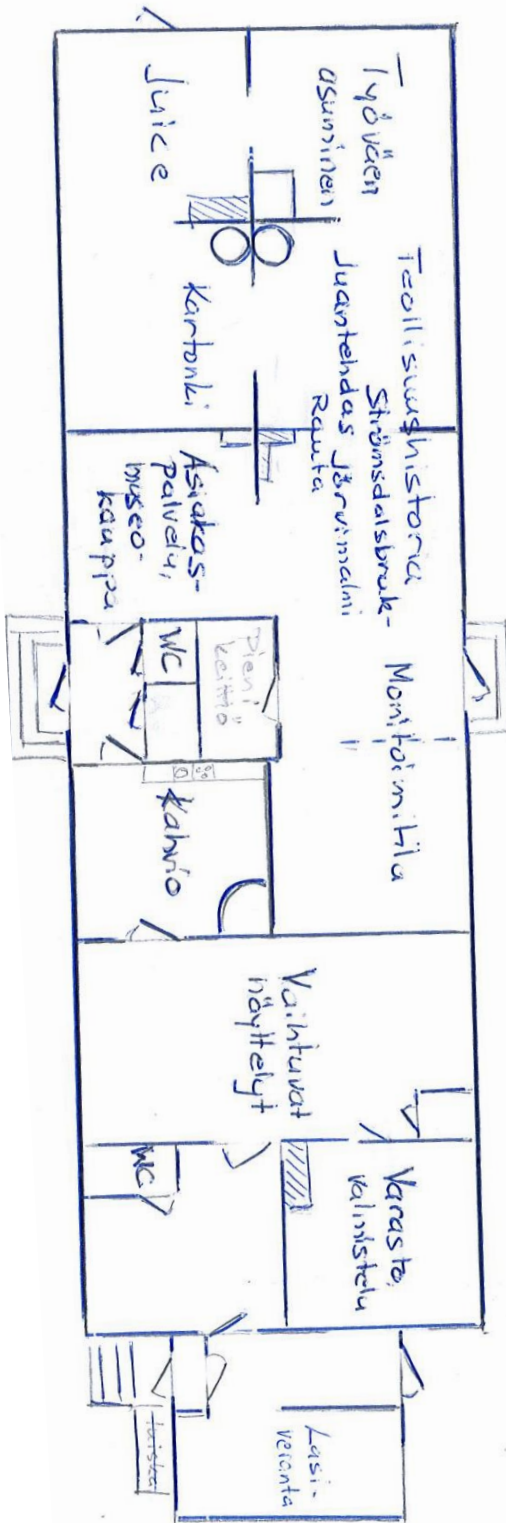 Työväen
asuminen
Juice
Teollisuushistoria
Strömsdalsbruk-
Juantehdas Järvimalmi
Rauta
Kartonki
Asiakas-
palvelu,
museo-
kauppa
Monitoimitila
WC
Pieni
keittiö
Kahvio
Vaihtuvat
näyttelyt
WC
Varasto,
valmistelu
Lasi-
veranta
luiska